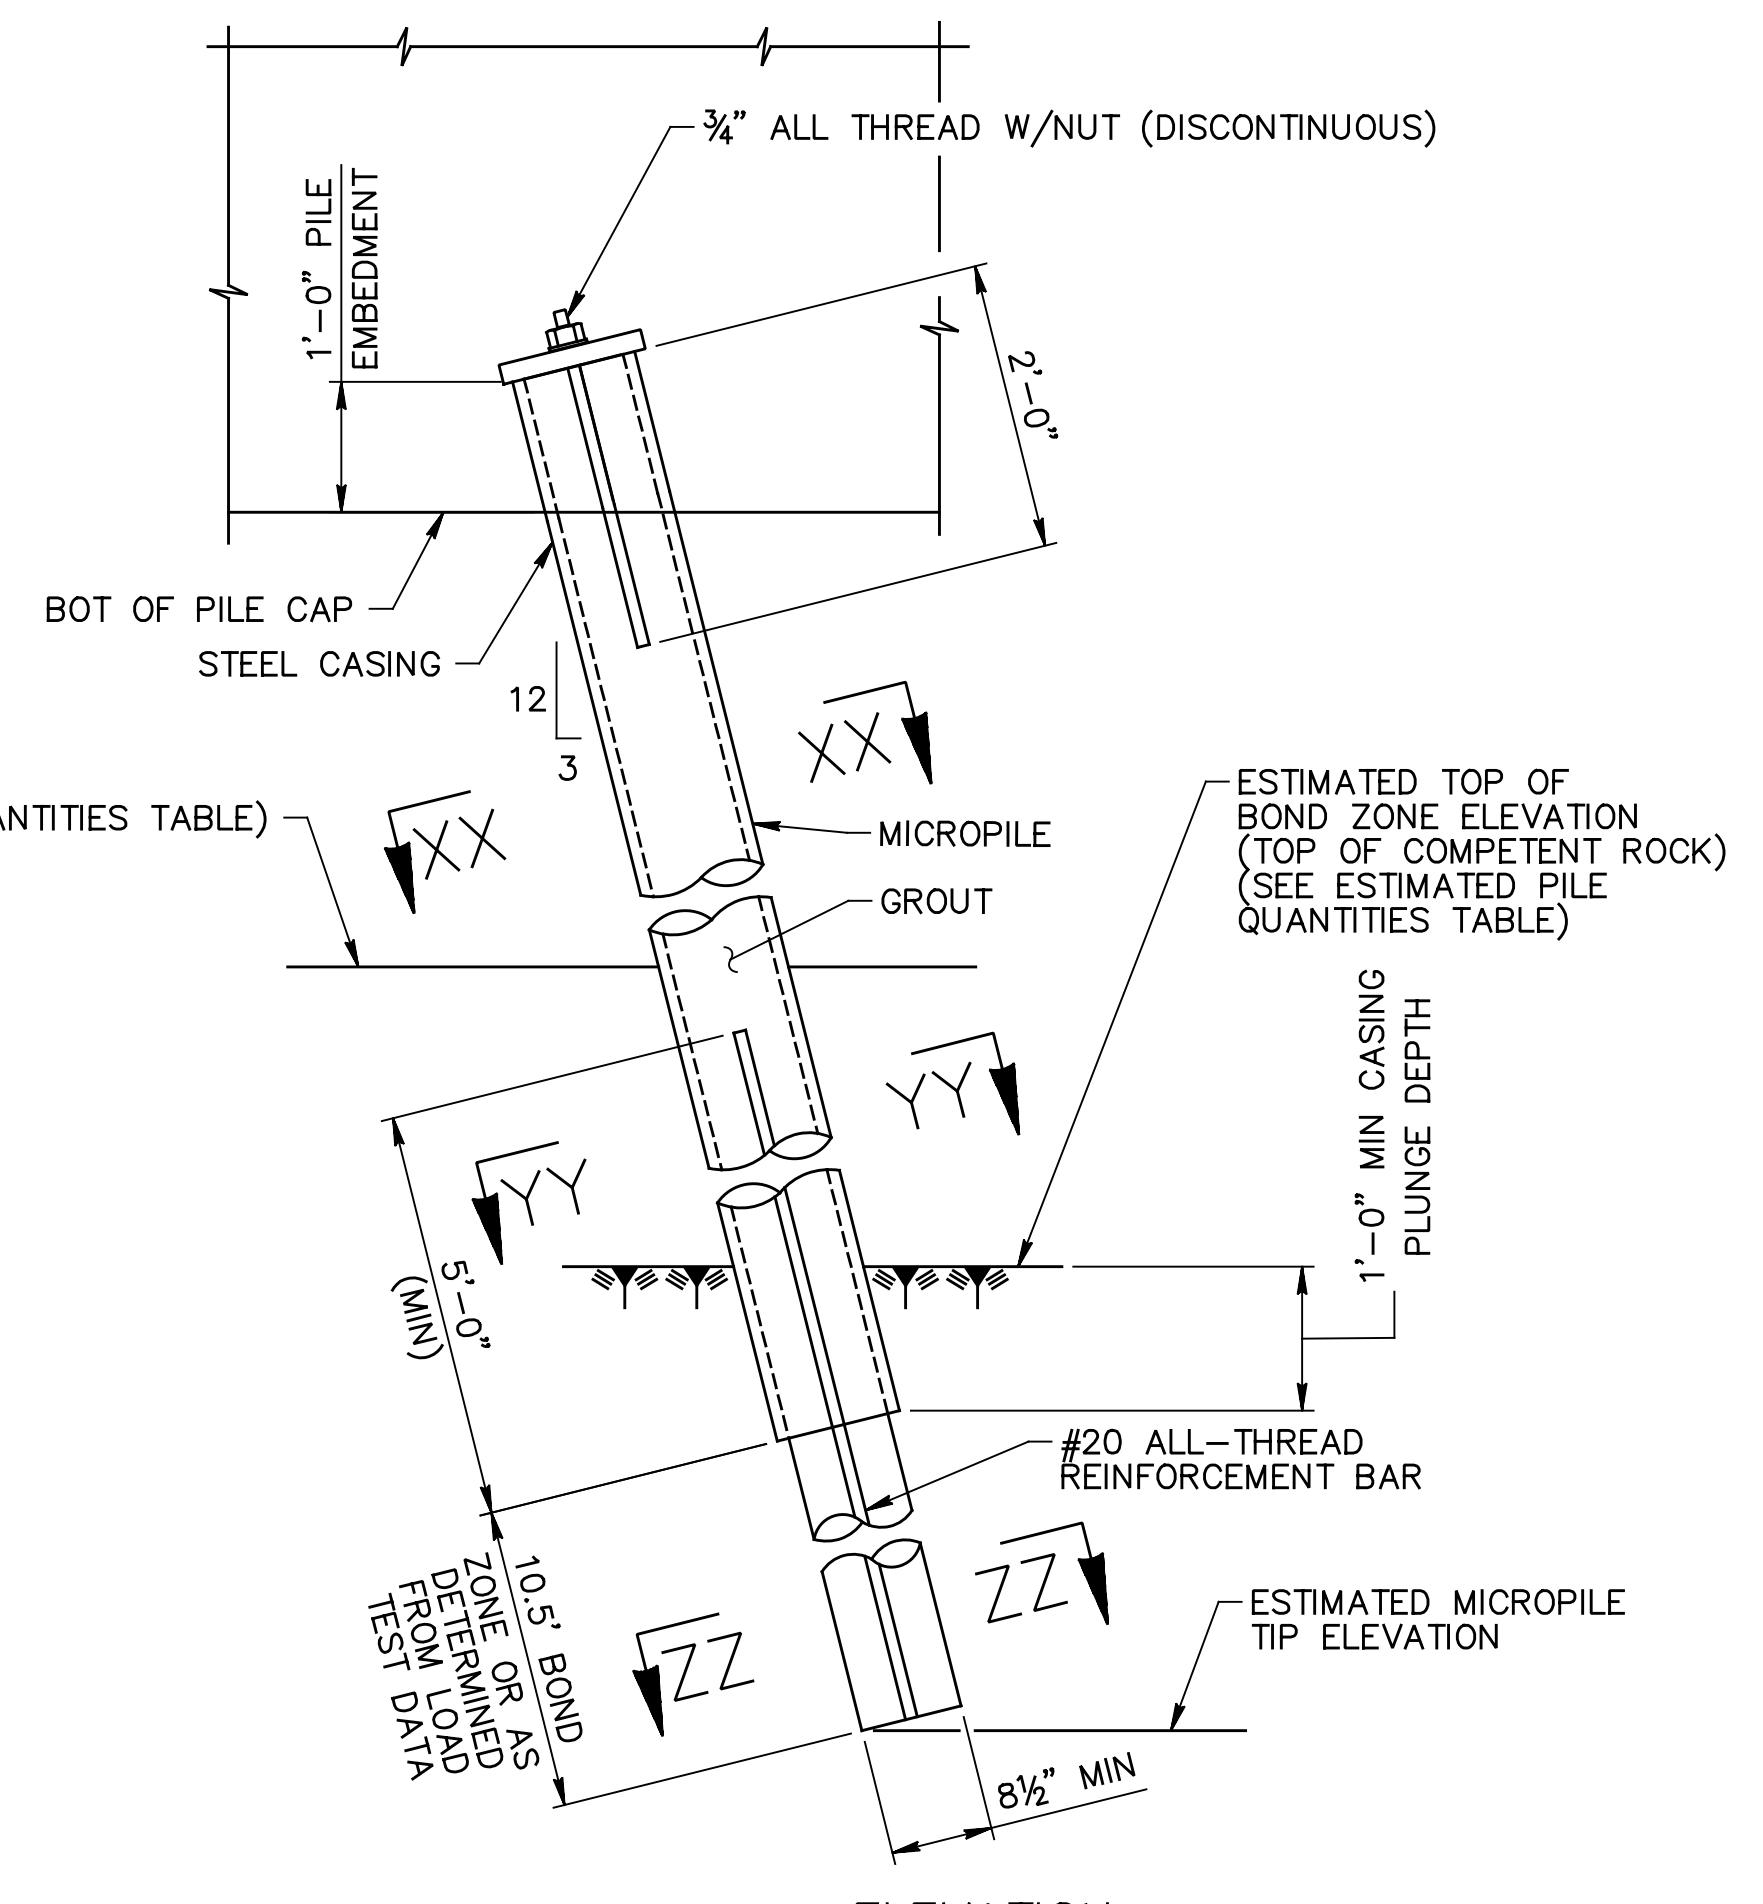 ¾" ALL THREAD W/NUT (DISCONTINUOUS)
1'-0" PILE
EMBEDMENT
2'-0"
BOT OF PILE CAP
STEEL CASING
12
3
XX
XX
TITIES TABLE)
MICROPILE
GROUT
ESTIMATED TOP OF
BOND ZONE ELEVATION
(TOP OF COMPETENT ROCK)
(SEE ESTIMATED PILE
QUANTITIES TABLE)
1'-0" MIN CASING
PLUNGE DEPTH
YY
YY
5'-0"
(MIN)
#20 ALL-THREAD
REINFORCEMENT BAR
ZZ
ZZ
10.5' BOND
ZONE OR AS
DETERMINED
FROM LOAD
TEST DATA
ESTIMATED MICROPILE
TIP ELEVATION
8½" MIN